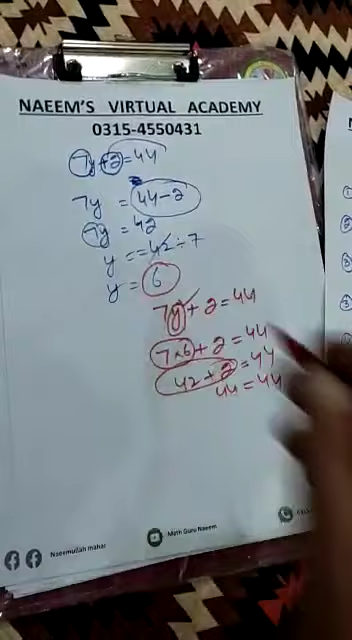 NAEEM'S VIRTUAL ACADEMY
0315-4550431
7y+2=44
7y = 44-2
7y = 42
y = =42÷7
y = 6
7y+2=44
7×6+2=44
42+2=44
44=44
Naeemullah mahar
Math Guru Naeem